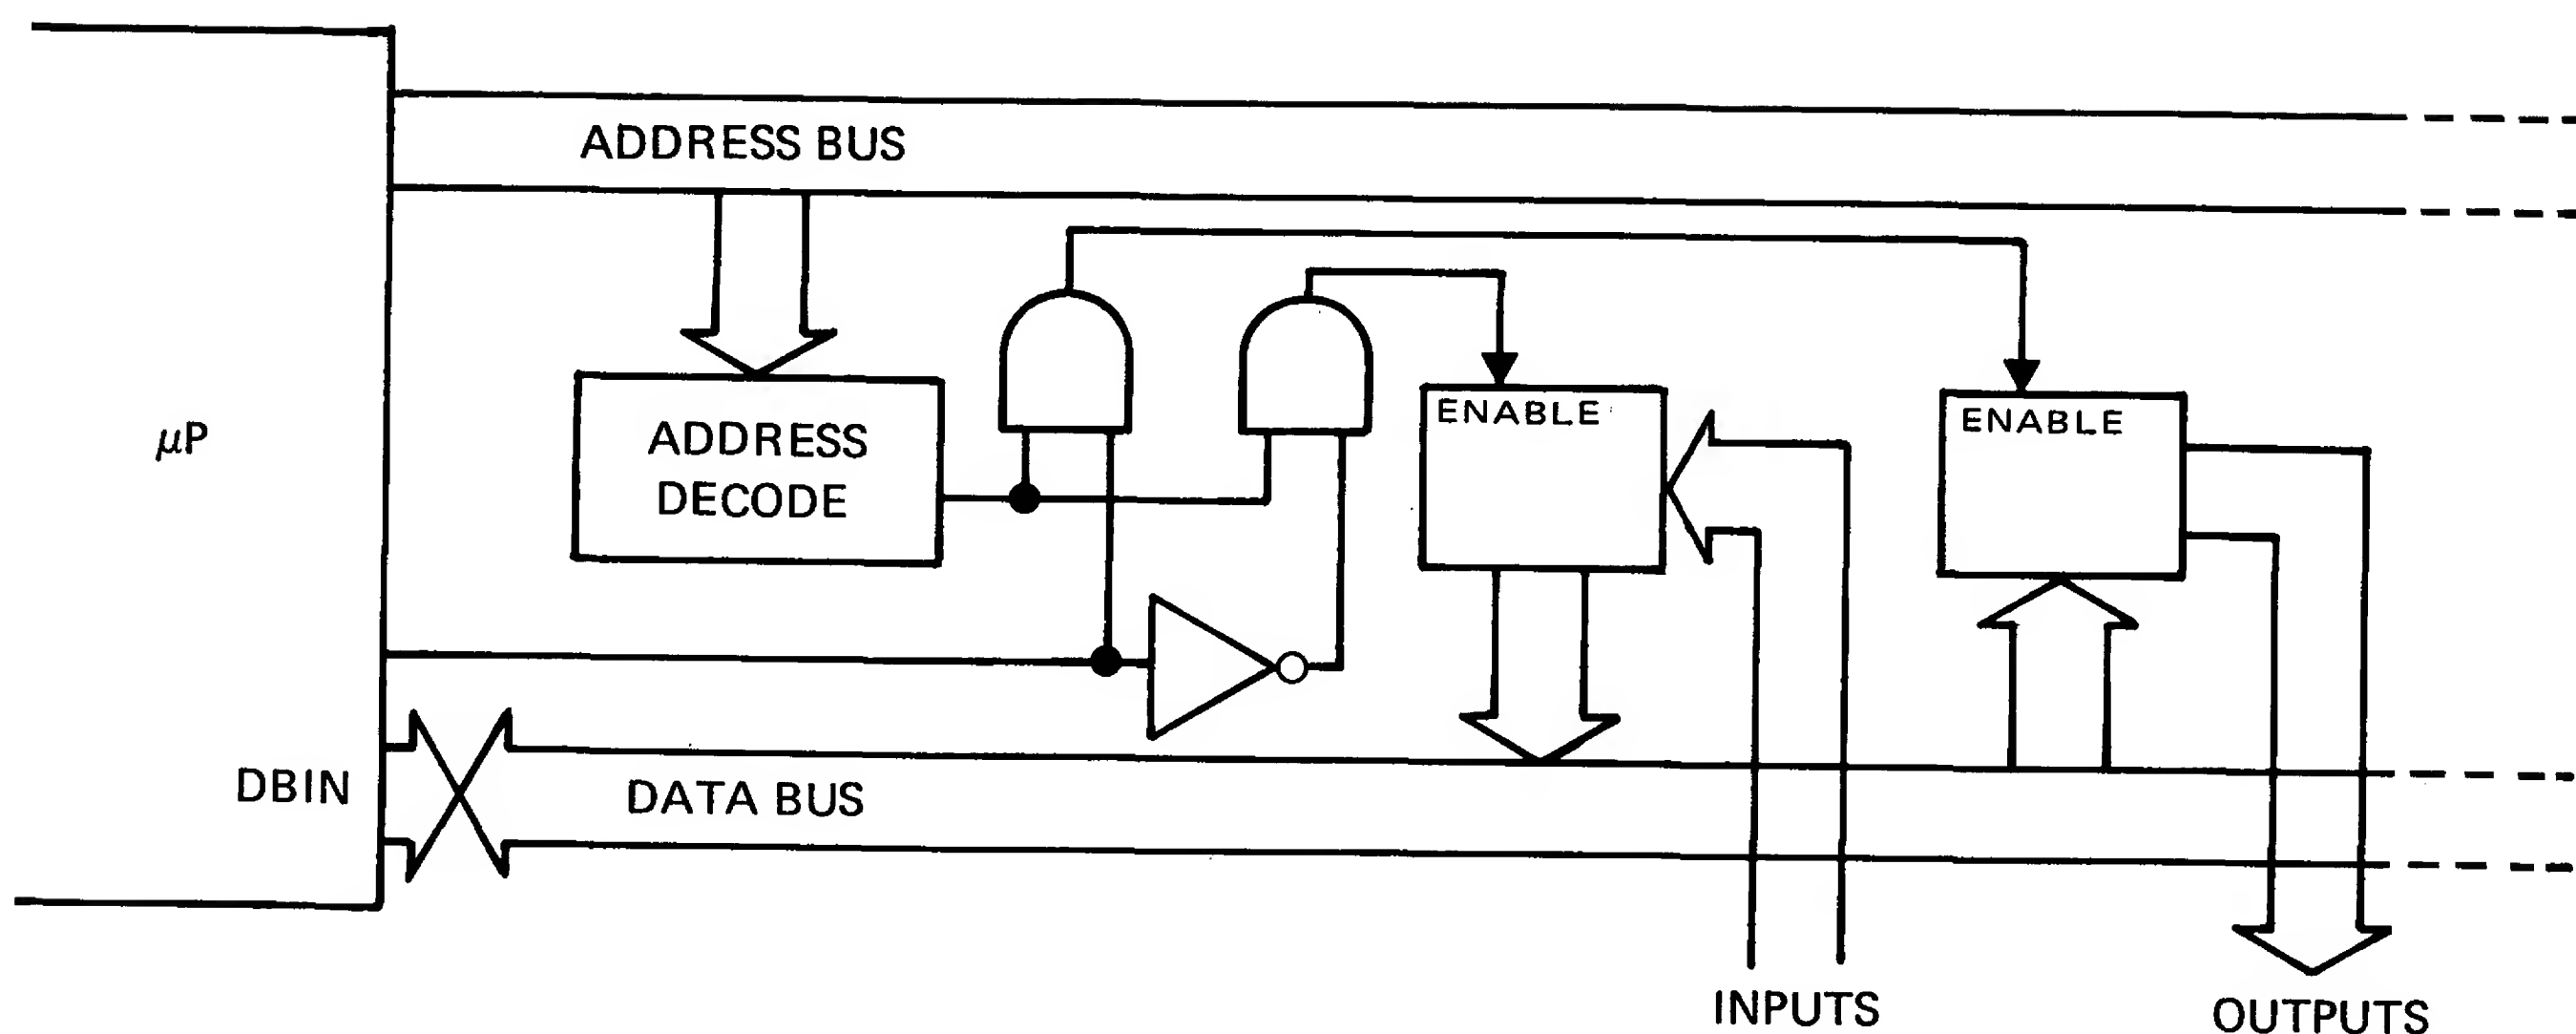 ADDRESS BUS
μP
ADDRESS
DECODE
ENABLE
ENABLE
DBIN
DATA BUS
INPUTS
OUTPUTS